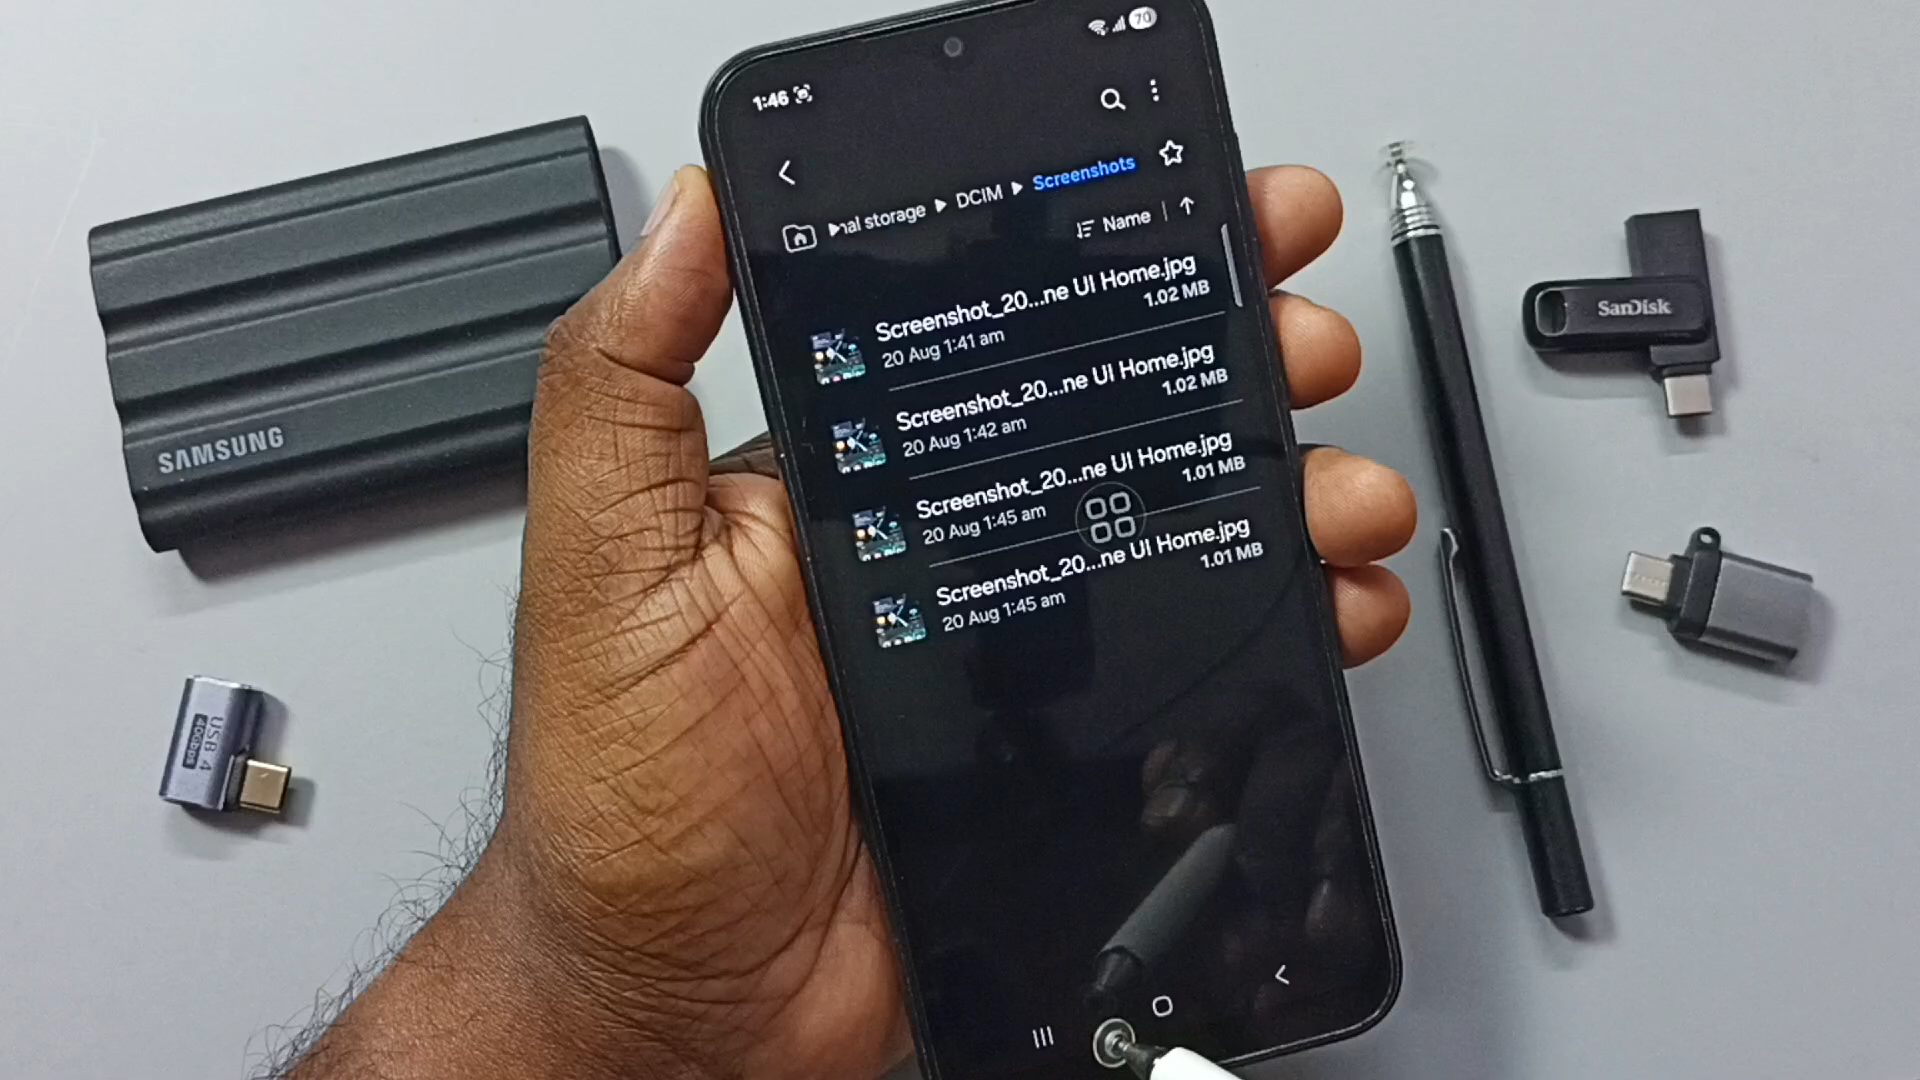 1:46
70
nal storage ▶ DCIM ▶ Screenshots
Name
Screenshot_20...ne UI Home.jpg
20 Aug 1:41 am
1.02 MB
Screenshot_20...ne UI Home.jpg
20 Aug 1:42 am
1.02 MB
Screenshot_20...ne UI Home.jpg
20 Aug 1:45 am
1.01 MB
Screenshot_20...ne UI Home.jpg
20 Aug 1:45 am
1.01 MB
SAMSUNG
SanDisk
USB 4
40Gbps